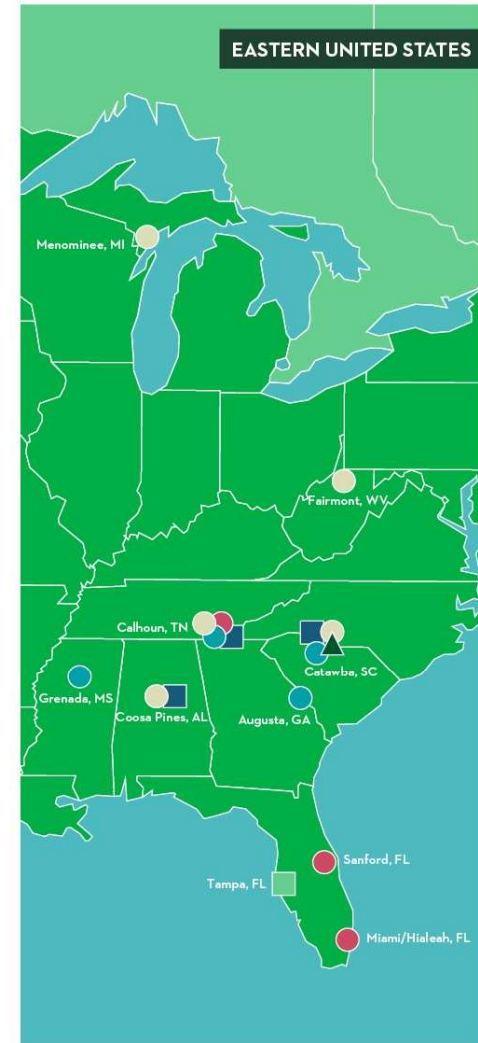 EASTERN UNITED STATES
Menominee, MI
Fairmont, WV
Calhoun, TN
Catawba, SC
Grenada, MS
Coosa Pines, AL
Augusta, GA
Sanford, FL
Tampa, FL
Miami/Hialeah, FL